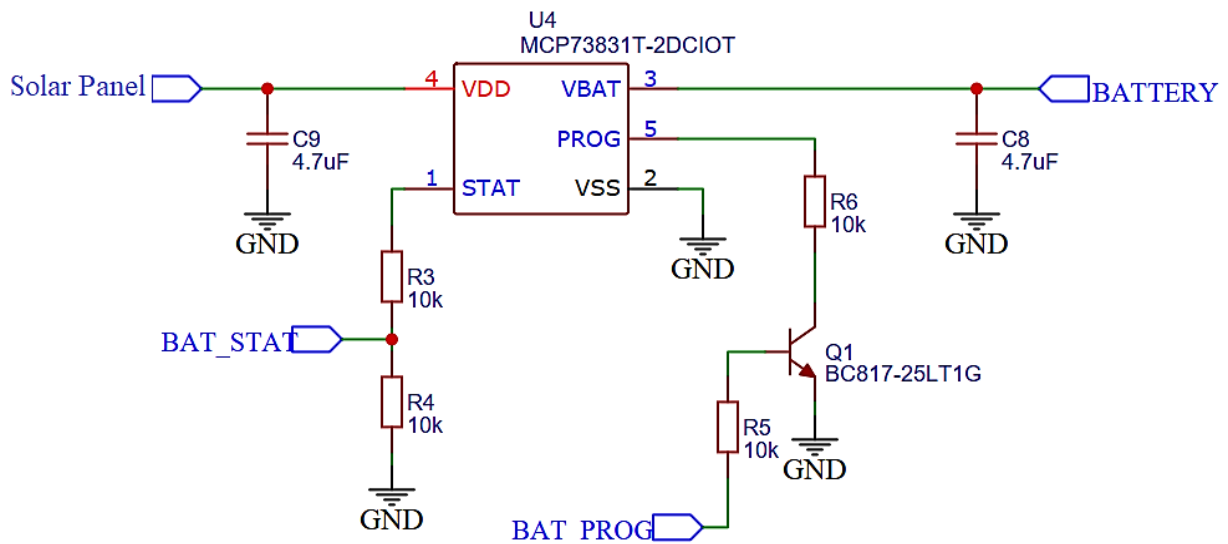 U4
MCP73831T-2DCIOT
Solar Panel
4
VDD
VBAT
3
BATTERY
C9
4.7uF
PROG
5
C8
4.7uF
1
STAT
VSS
2
R6
10k
GND
GND
GND
R3
10k
BAT_STAT
Q1
BC817-25LT1G
R4
10k
R5
10k
GND
GND
BAT_PROG